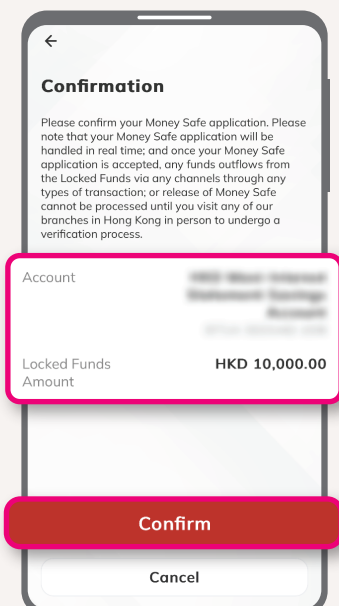 Confirmation
Please confirm your Money Safe application. Please
note that your Money Safe application will be
handled in real time; and once your Money Safe
application is accepted, any funds outflows from
the Locked Funds via any channels through any
types of transaction; or release of Money Safe
cannot be processed until you visit any of our
branches in Hong Kong in person to undergo a
verification process.
Account
Locked Funds HKD 10,000.00
Amount
Confirm
Cancel